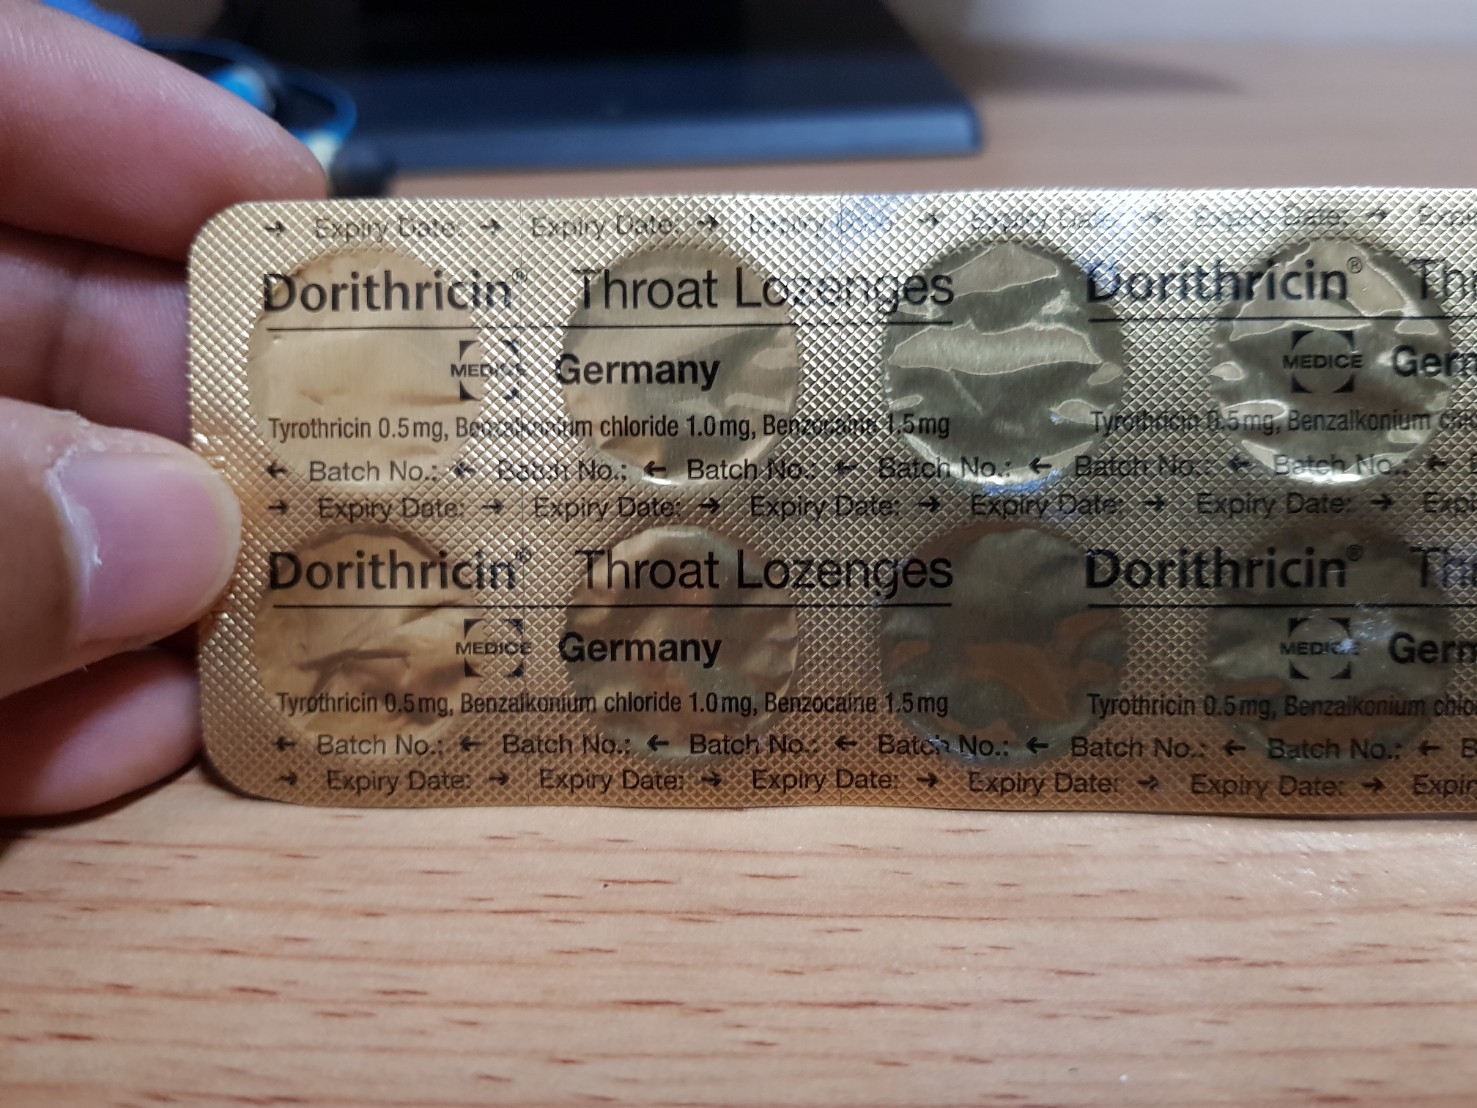 → Expiry Date: → Expiry Date: → Expiry Date: → Expiry Date: → Expiry Date: →
Dorithricin® Throat Lozenges Dorithricin®
MEDICE Germany MEDICE
Tyrothricin 0.5 mg, Benzalkonium chloride 1.0 mg, Benzocaine 1.5 mg Tyrothricin 0.5 mg, Benzalkonium
← Batch No.: ← Batch No.: ← Batch No.: ← Batch No.: ← Batch No.: ← Batch No.: ←
→ Expiry Date: → Expiry Date: → Expiry Date: → Expiry Date: → Expiry Date: →
Dorithricin® Throat Lozenges Dorithricin®
MEDICE Germany MEDICE
Tyrothricin 0.5 mg, Benzalkonium chloride 1.0 mg, Benzocaine 1.5 mg Tyrothricin 0.5 mg, Benzalkonium
← Batch No.: ← Batch No.: ← Batch No.: ← Batch No.: ← Batch No.: ← Batch No.: ←
→ Expiry Date: → Expiry Date: → Expiry Date: → Expiry Date: → Expiry Date: →